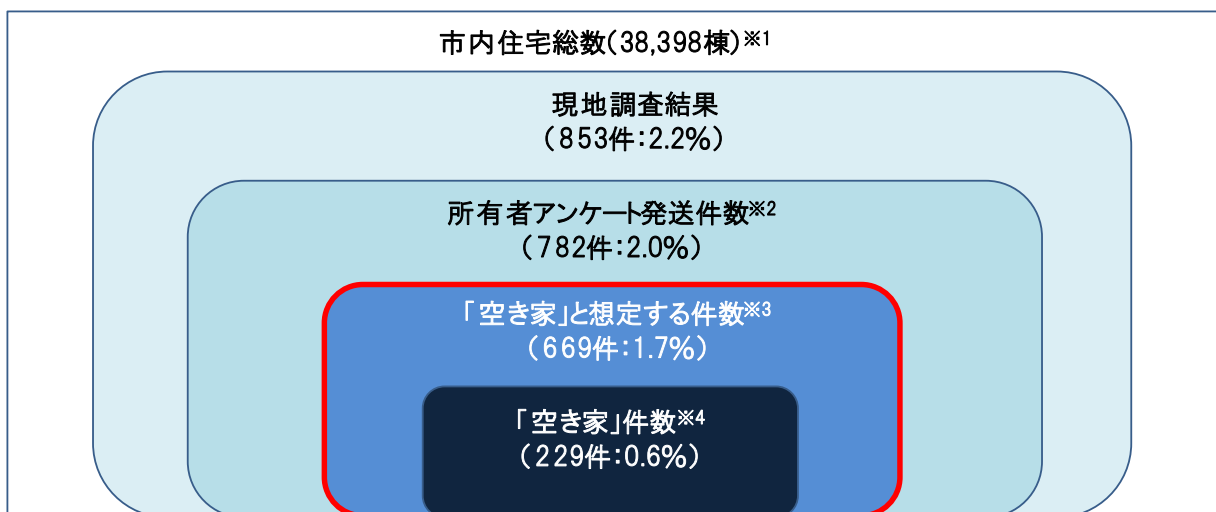 市内住宅総数(38,398棟)※1
現地調査結果
(853件:2.2%)
所有者アンケート発送件数※2
(782件:2.0%)
「空き家」と想定する件数※3
(669件:1.7%)
「空き家」件数※4
(229件:0.6%)